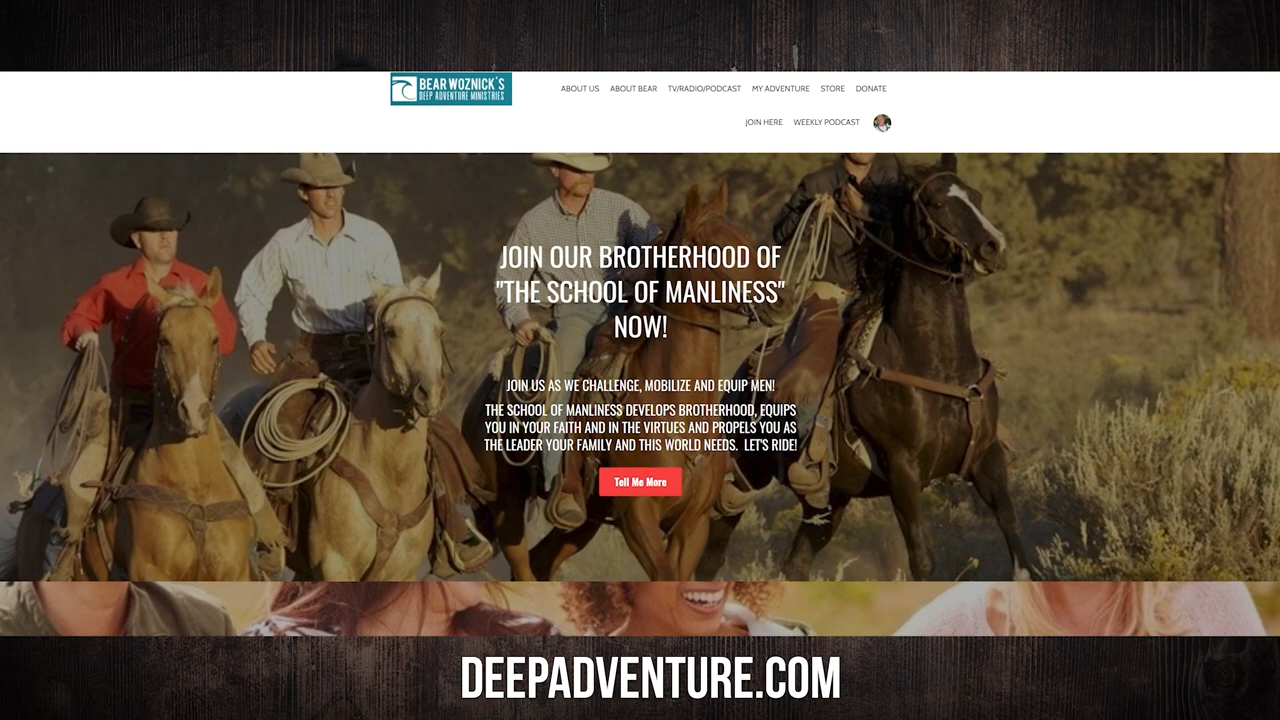 BEAR WOZNICK'S
DEEP ADVENTURE MINISTRIES
ABOUT US ABOUT BEAR TV/RADIO/PODCAST MY ADVENTURE STORE DONATE
JOIN HERE WEEKLY PODCAST
JOIN OUR BROTHERHOOD OF
"THE SCHOOL OF MANLINESS"
NOW!
JOIN US AS WE CHALLENGE, MOBILIZE AND EQUIP MEN!
THE SCHOOL OF MANLINESS DEVELOPS BROTHERHOOD, EQUIPS
YOU IN YOUR FAITH AND IN THE VIRTUES AND PROPELS YOU AS
THE LEADER YOUR FAMILY AND THIS WORLD NEEDS. LET'S RIDE!
Tell Me More
DEEPADVENTURE.COM